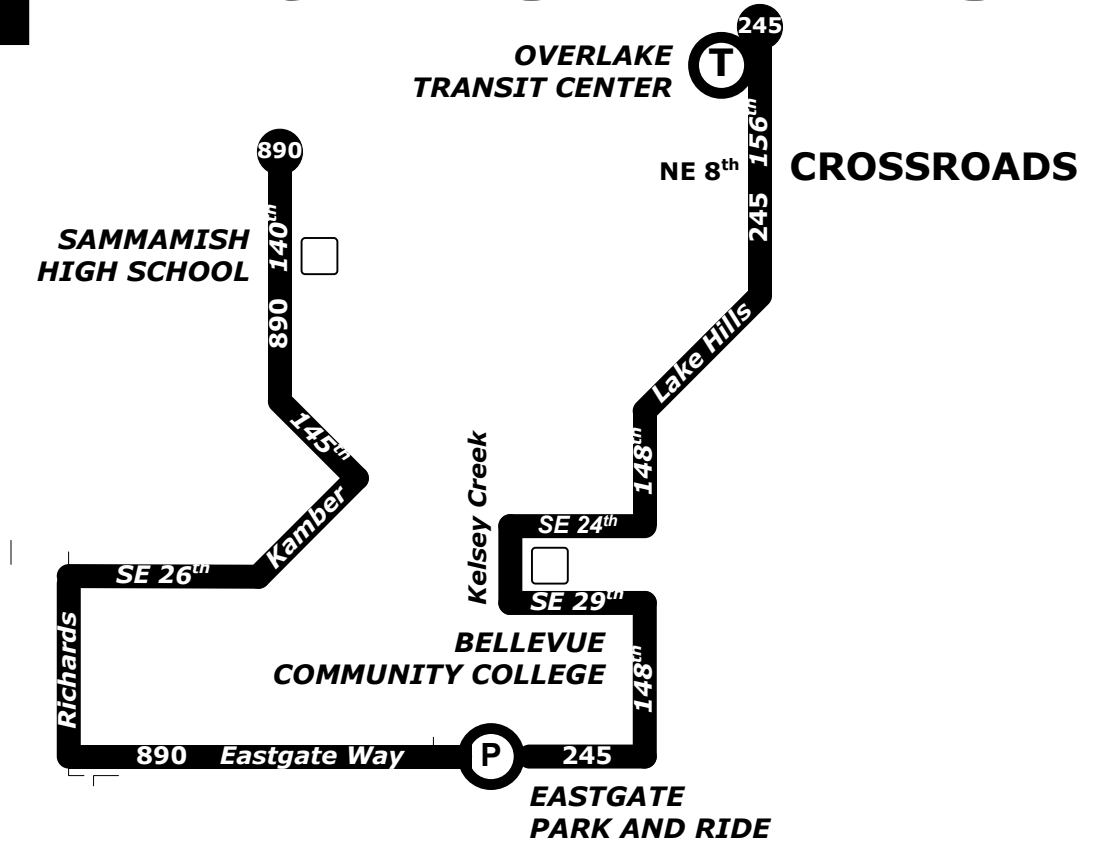 245
OVERLAKE
TRANSIT CENTER
T
156th
NE 8th
CROSSROADS
245
890
140th
SAMMAMISH
HIGH SCHOOL
890
Lake Hills
145th
148th
Kelsey Creek
Kamber
SE 24th
SE 26th
SE 29th
Richards
BELLEVUE
COMMUNITY COLLEGE
148th
890 Eastgate Way
P
245
EASTGATE
PARK AND RIDE